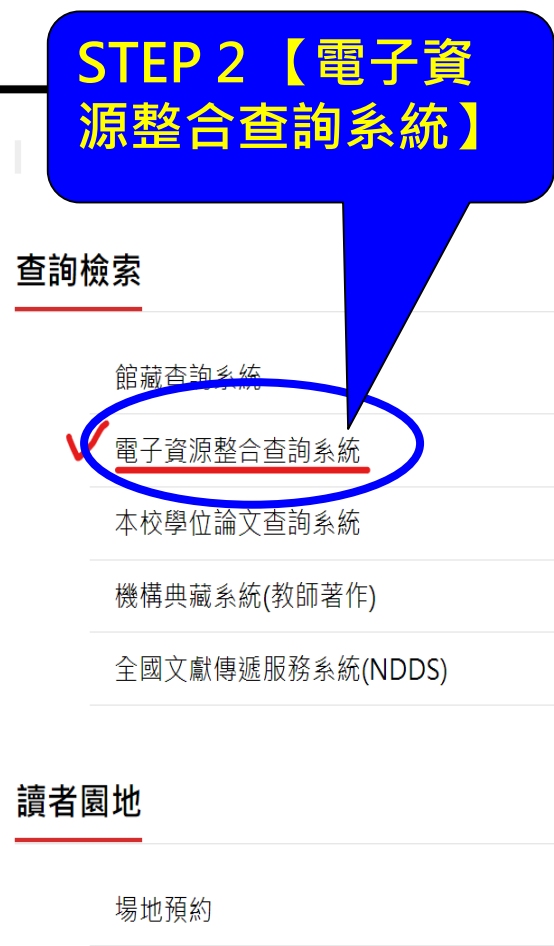 STEP 2【電子資
源整合查詢系統】
查詢檢索
館藏查詢系統
電子資源整合查詢系統
本校學位論文查詢系統
機構典藏系統(教師著作)
全國文獻傳遞服務系統(NDDS)
讀者園地
場地預約